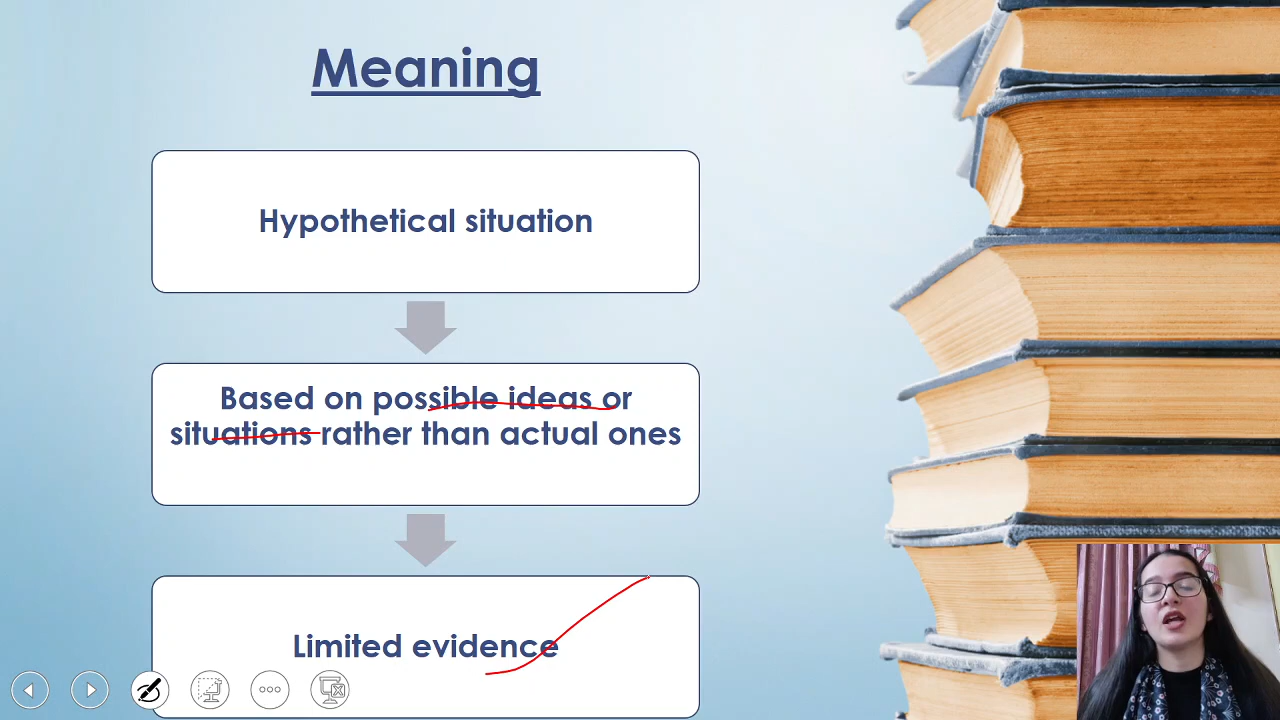 Meaning
Hypothetical situation
Based on possible ideas or
situations rather than actual ones
Limited evidence